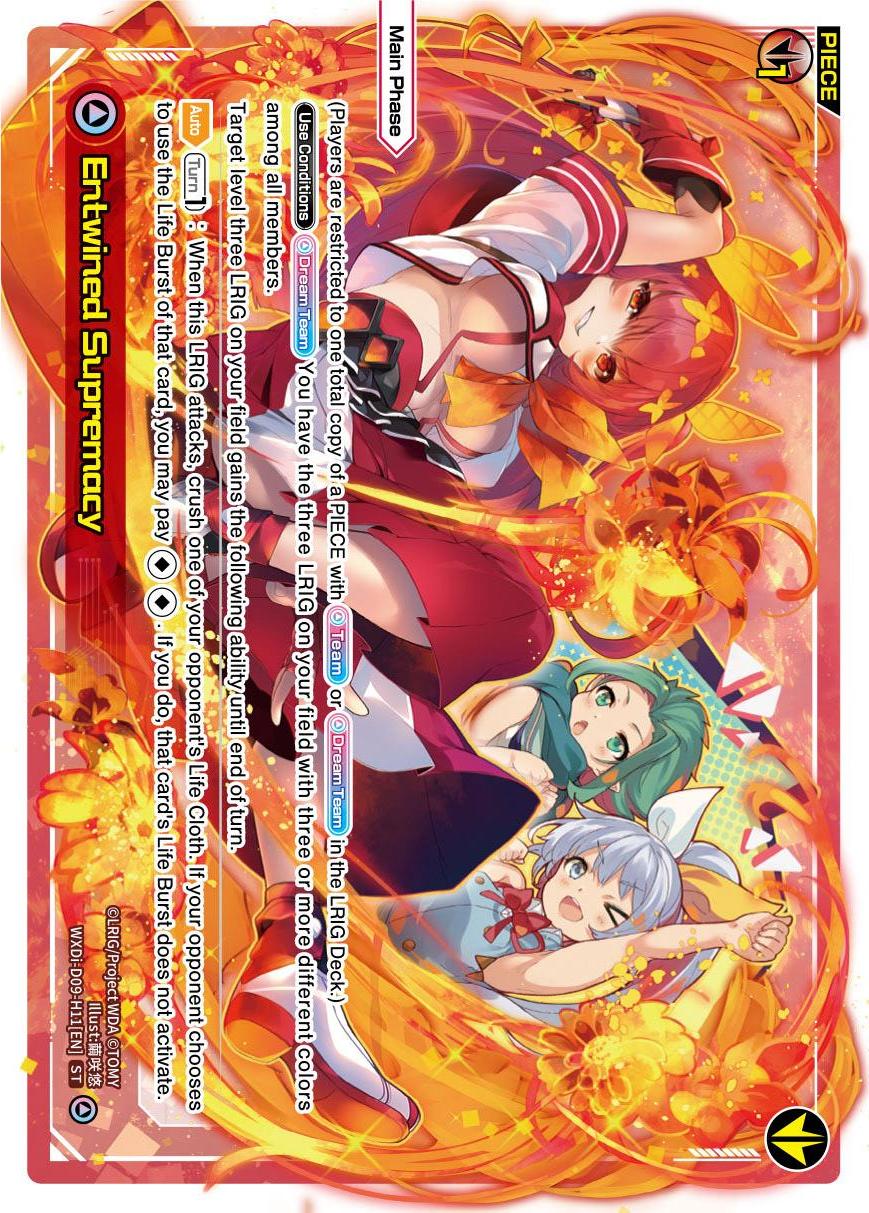 PIECE
1
Main Phase
(Players are restricted to one total copy of a PIECE with Team or Dream Team in the LRIG Deck.)
Use Conditions Dream Team You have the three LRIG on your field with three or more different colors
among all members.
Target level three LRIG on your field gains the following ability until end of turn.
Auto Turn 1 : When this LRIG attacks, crush one of your opponent's Life Cloth. If your opponent chooses
to use the Life Burst of that card, you may pay ◆ ◆ . If you do, that card's Life Burst does not activate.
Entwined Supremacy
©LRIG/Project WDA ©TOMY
Illust:繭咲悠
WXDi-D09-H11[EN] ST